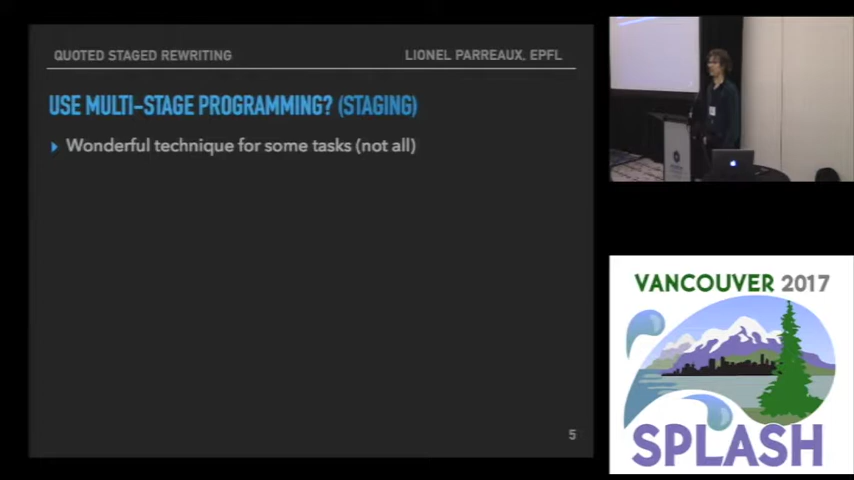 QUOTED STAGED REWRITING
LIONEL PARREAUX, EPFL
USE MULTI-STAGE PROGRAMMING? (STAGING)
Wonderful technique for some tasks (not all)
5
VANCOUVER 2017
SPLASH